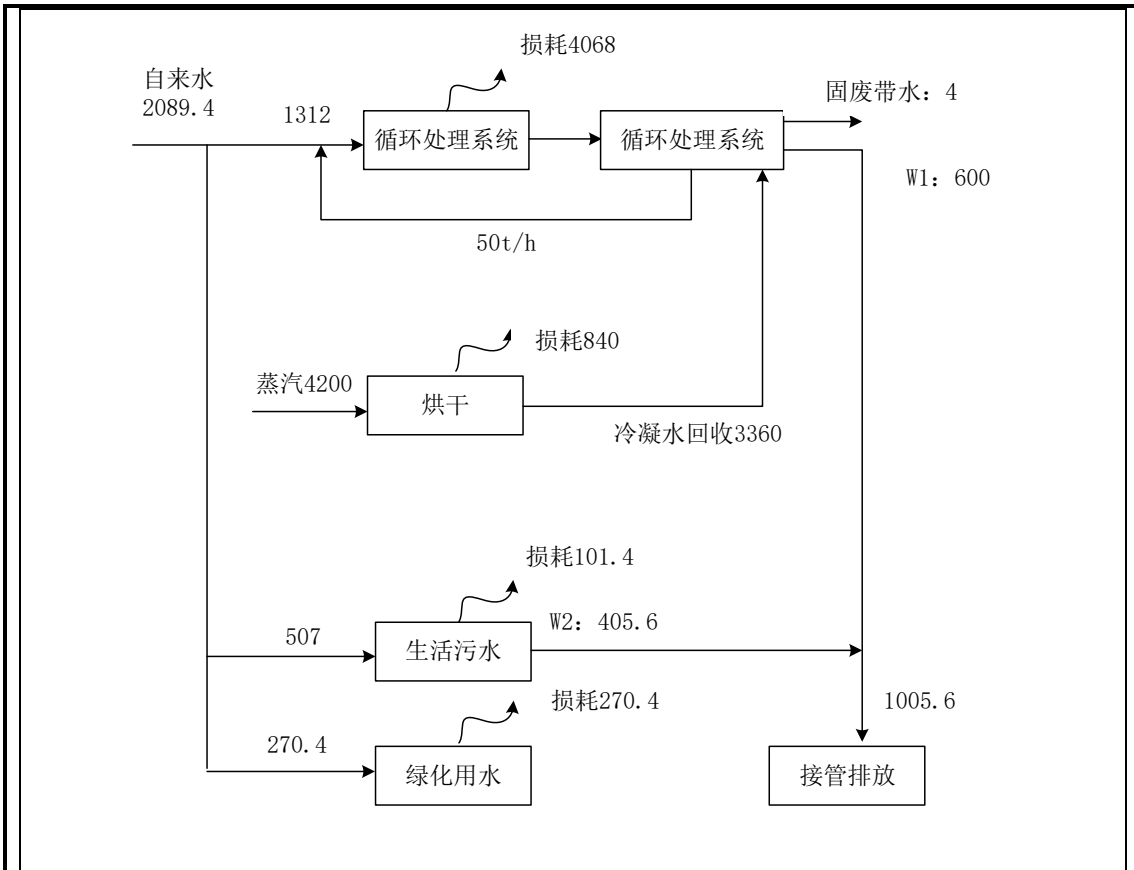 损耗4068
自来水
2089.4
固废带水：4
1312
循环处理系统
循环处理系统
W1：600
50t/h
损耗840
蒸汽4200
烘干
冷凝水回收3360
损耗101.4
W2：405.6
507
生活污水
损耗270.4
1005.6
270.4
绿化用水
接管排放